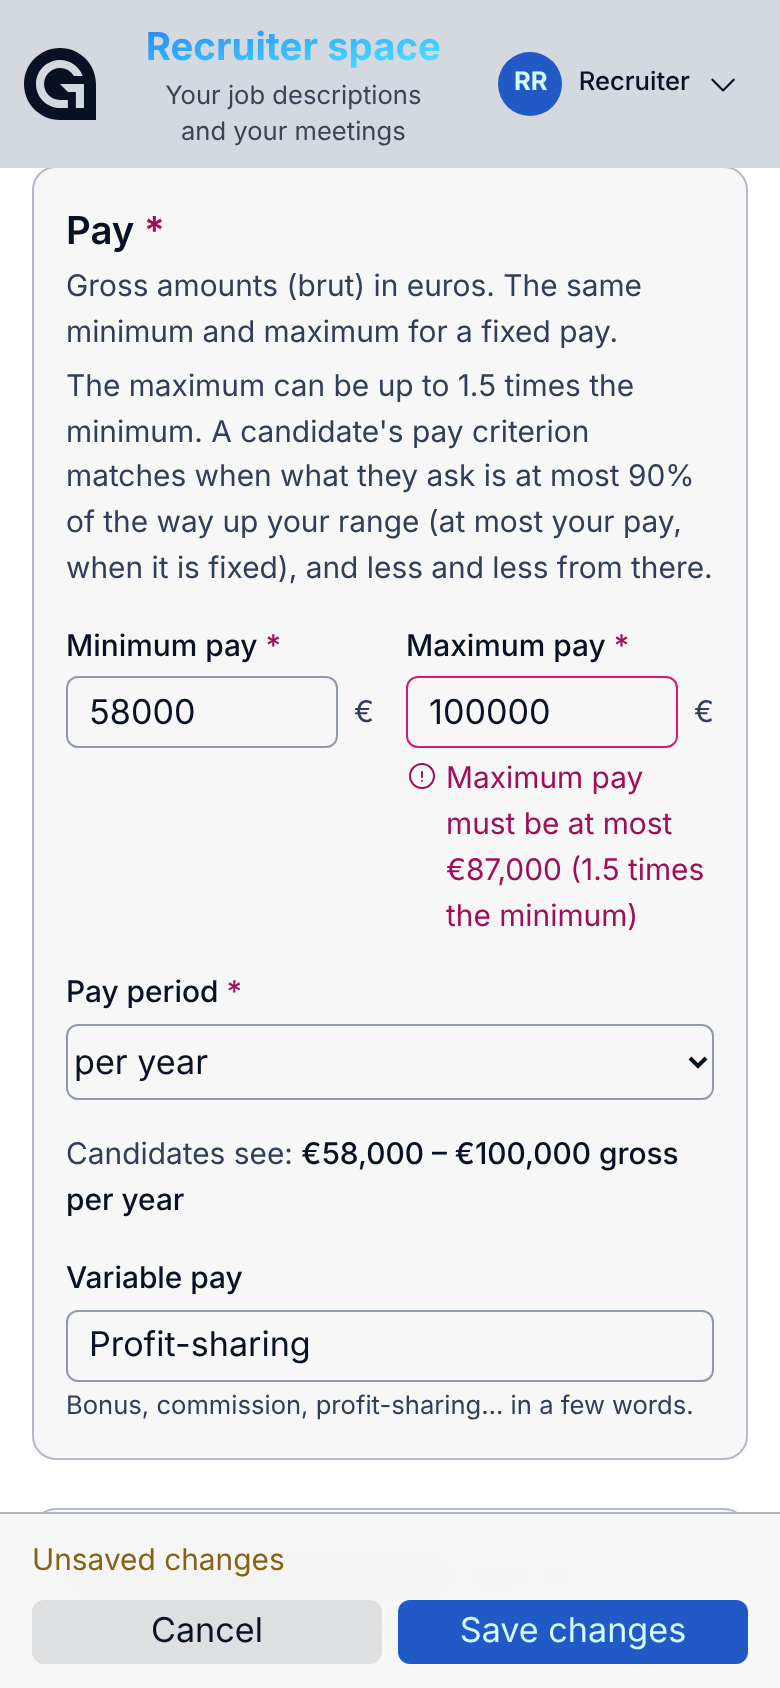 Recruiter space
Your job descriptions
and your meetings
RR
Recruiter
Pay *
Gross amounts (brut) in euros. The same
minimum and maximum for a fixed pay.
The maximum can be up to 1.5 times the
minimum. A candidate's pay criterion
matches when what they ask is at most 90%
of the way up your range (at most your pay,
when it is fixed), and less and less from there.
Minimum pay *
Maximum pay *
58000 €
100000 €
Maximum pay
must be at most
€87,000 (1.5 times
the minimum)
Pay period *
per year
Candidates see: €58,000 – €100,000 gross
per year
Variable pay
Profit-sharing
Bonus, commission, profit-sharing... in a few words.
Unsaved changes
Cancel
Save changes